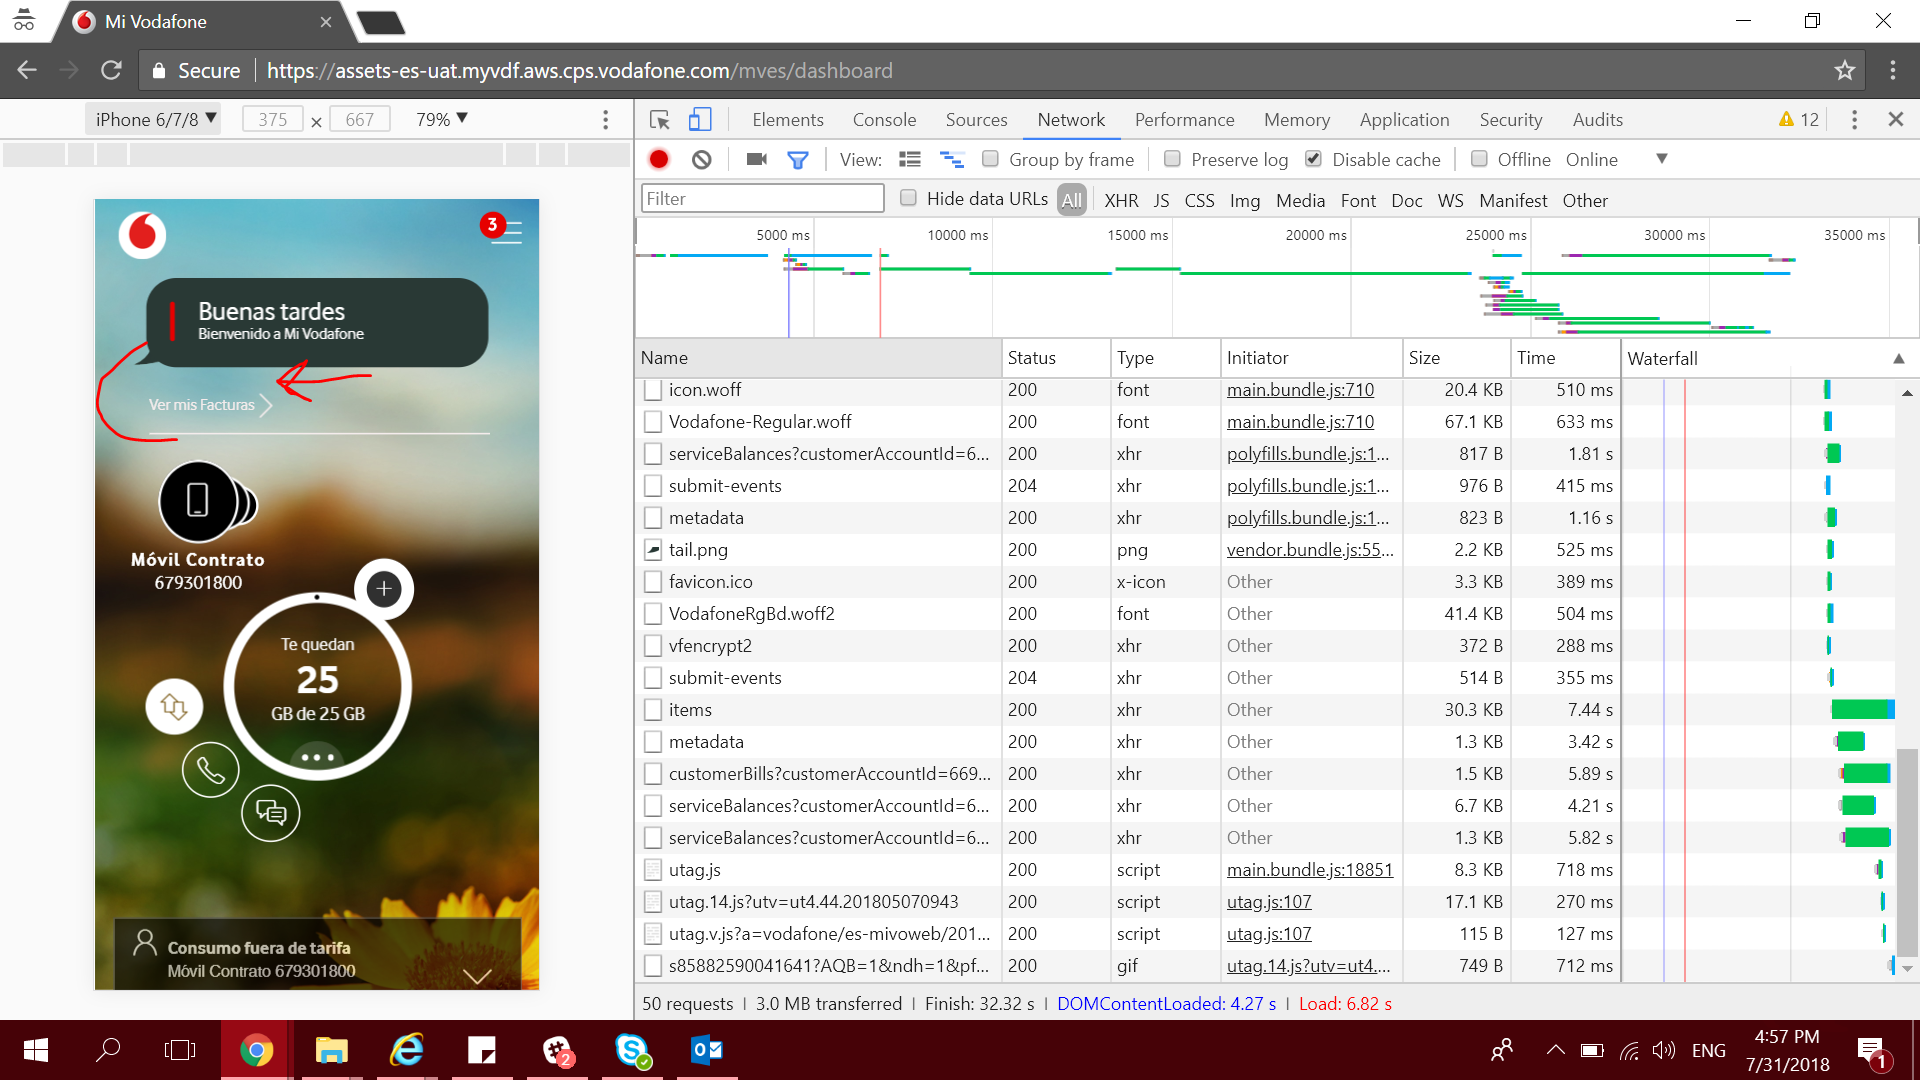 Mi Vodafone
Secure https://assets-es-uat.myvdf.aws.cps.vodafone.com/mves/dashboard
iPhone 6/7/8 375 × 667 79%
Elements Console Sources Network Performance Memory Application Security Audits 12
View: Group by frame Preserve log Disable cache Offline Online
Filter Hide data URLs All XHR JS CSS Img Media Font Doc WS Manifest Other
5000 ms 10000 ms 15000 ms 20000 ms 25000 ms 30000 ms 35000 ms
3
Buenas tardes
Bienvenido a Mi Vodafone
Ver mis Facturas
Móvil Contrato
679301800
Te quedan
25
GB de 25 GB
Consumo fuera de tarifa
Móvil Contrato 679301800
Name Status Type Initiator Size Time Waterfall
icon.woff 200 font main.bundle.js:710 20.4 KB 510 ms
Vodafone-Regular.woff 200 font main.bundle.js:710 67.1 KB 633 ms
serviceBalances?customerAccountId=6... 200 xhr polyfills.bundle.js:1... 817 B 1.81 s
submit-events 204 xhr polyfills.bundle.js:1... 976 B 415 ms
metadata 200 xhr polyfills.bundle.js:1... 823 B 1.16 s
tail.png 200 png vendor.bundle.js:55... 2.2 KB 525 ms
favicon.ico 200 x-icon Other 3.3 KB 389 ms
VodafoneRgBd.woff2 200 font Other 41.4 KB 504 ms
vfencrypt2 200 xhr Other 372 B 288 ms
submit-events 204 xhr Other 514 B 355 ms
items 200 xhr Other 30.3 KB 7.44 s
metadata 200 xhr Other 1.3 KB 3.42 s
customerBills?customerAccountId=669... 200 xhr Other 1.5 KB 5.89 s
serviceBalances?customerAccountId=6... 200 xhr Other 6.7 KB 4.21 s
serviceBalances?customerAccountId=6... 200 xhr Other 1.3 KB 5.82 s
utag.js 200 script main.bundle.js:18851 8.3 KB 718 ms
utag.14.js?utv=ut4.44.201805070943 200 script utag.js:107 17.1 KB 270 ms
utag.v.js?a=vodafone/es-mivoweb/201... 200 script utag.js:107 115 B 127 ms
s85882590041641?AQB=1&ndh=1&pf... 200 gif utag.14.js?utv=ut4.... 749 B 712 ms
50 requests | 3.0 MB transferred | Finish: 32.32 s | DOMContentLoaded: 4.27 s | Load: 6.82 s
2
ENG
4:57 PM
7/31/2018
1